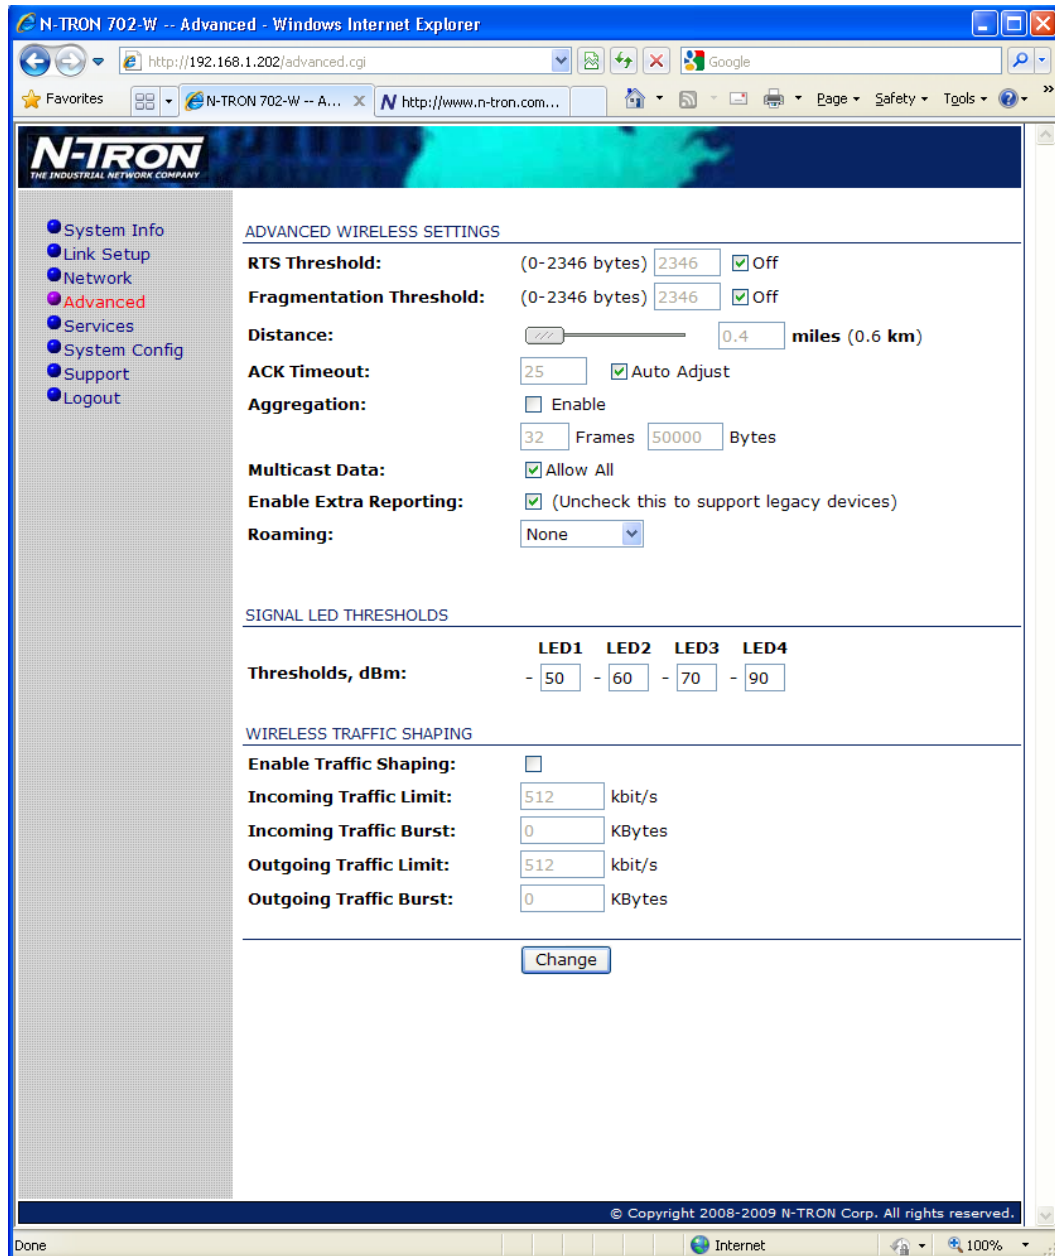 N-TRON 702-W -- Advanced - Windows Internet Explorer
http://192.168.1.202/advanced.cgi
Google
Favorites
N-TRON 702-W -- A...
http://www.n-tron.com...
Page
Safety
Tools
»
N-TRON
THE INDUSTRIAL NETWORK COMPANY
System Info
Link Setup
Network
Advanced
Services
System Config
Support
Logout
ADVANCED WIRELESS SETTINGS
RTS Threshold: (0-2346 bytes) 2346 Off
Fragmentation Threshold: (0-2346 bytes) 2346 Off
Distance: 0.4 miles (0.6 km)
ACK Timeout: 25 Auto Adjust
Aggregation: Enable
32 Frames 50000 Bytes
Multicast Data: Allow All
Enable Extra Reporting: (Uncheck this to support legacy devices)
Roaming: None
SIGNAL LED THRESHOLDS
LED1 LED2 LED3 LED4
Thresholds, dBm: - 50 - 60 - 70 - 90
WIRELESS TRAFFIC SHAPING
Enable Traffic Shaping:
Incoming Traffic Limit: 512 kbit/s
Incoming Traffic Burst: 0 KBytes
Outgoing Traffic Limit: 512 kbit/s
Outgoing Traffic Burst: 0 KBytes
Change
© Copyright 2008-2009 N-TRON Corp. All rights reserved.
Done
Internet
100%